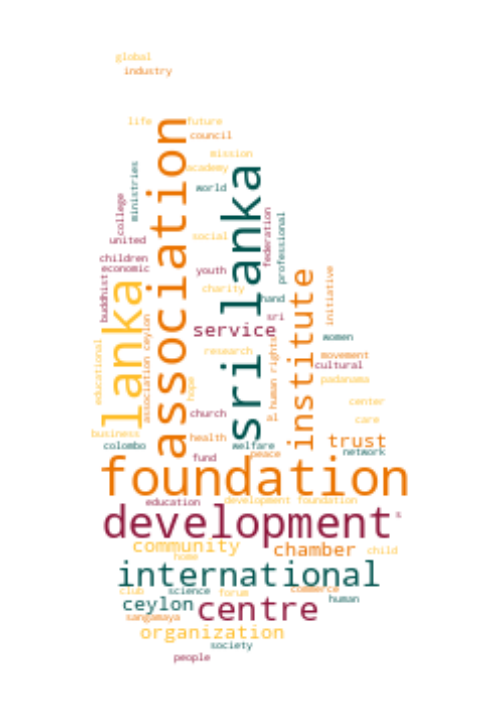 global
industry
life
future
council
association
mission
academy
ministries
sri lanka
world
college
federation
professional
united
social
children
economic
youth
institute
initiative
buddhist
lanka
charity
hand
association ceylon
sri
service
women
educational
research
human rights
movement
cultural
hope
padanama
center
church
al
care
business
health
trust
colombo
welfare
network
fund
peace
foundation
education
development foundation
development
s
community
chamber
child
home
international
club
science
forum
commerce
ceylon
centre
human
sangamaya
organization
society
people